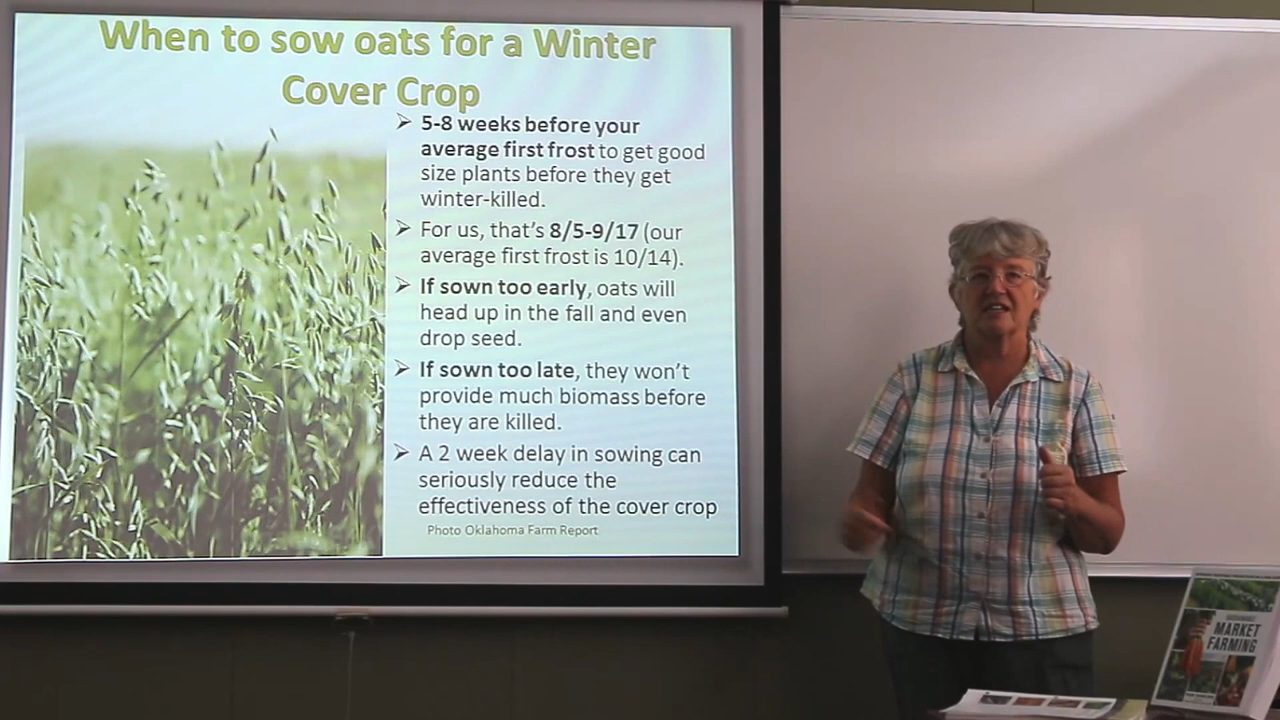 When to sow oats for a Winter
Cover Crop
➢ 5-8 weeks before your
average first frost to get good
size plants before they get
winter-killed.
➢ For us, that's 8/5-9/17 (our
average first frost is 10/14).
➢ If sown too early, oats will
head up in the fall and even
drop seed.
➢ If sown too late, they won't
provide much biomass before
they are killed.
➢ A 2 week delay in sowing can
seriously reduce the
effectiveness of the cover crop
Photo Oklahoma Farm Report
MARKET
FARMING